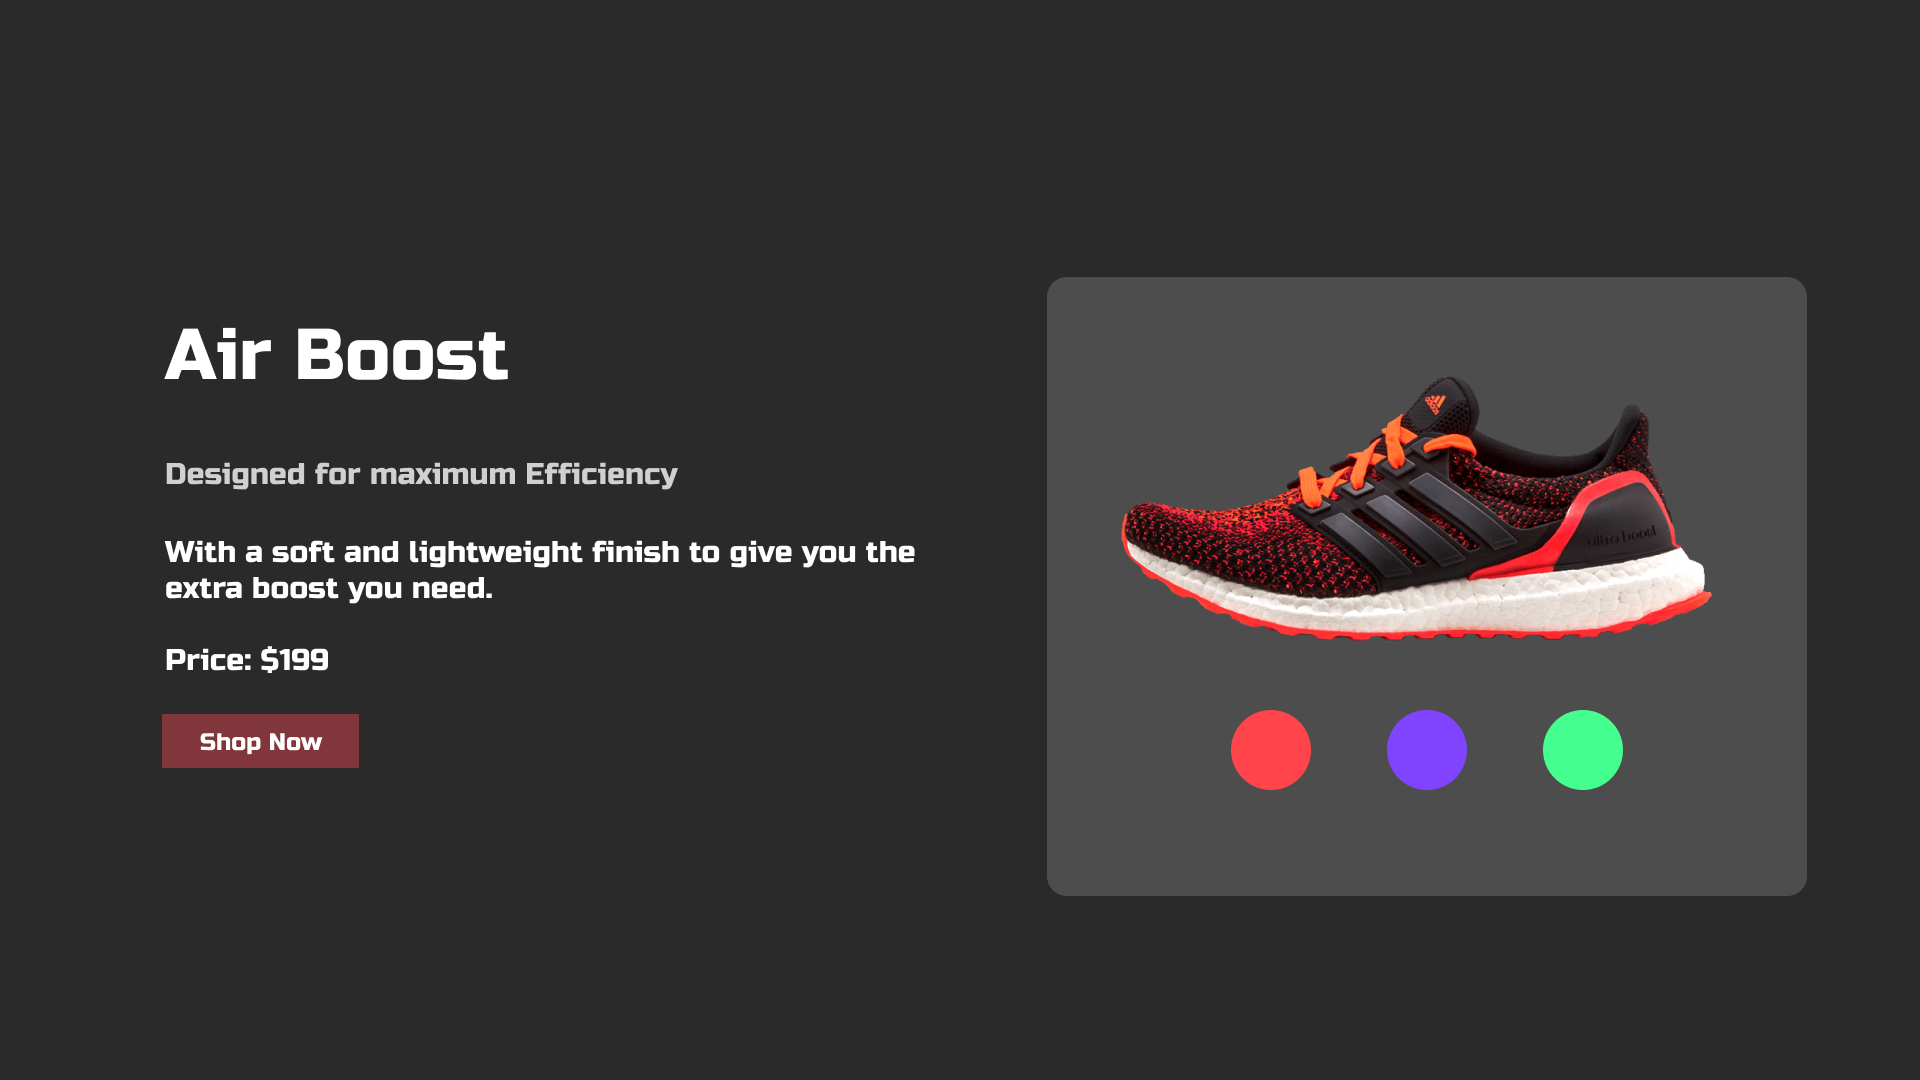 Air Boost
Designed for maximum Efficiency
With a soft and lightweight finish to give you the
extra boost you need.
Price: $199
Shop Now
adidas
ultra boost